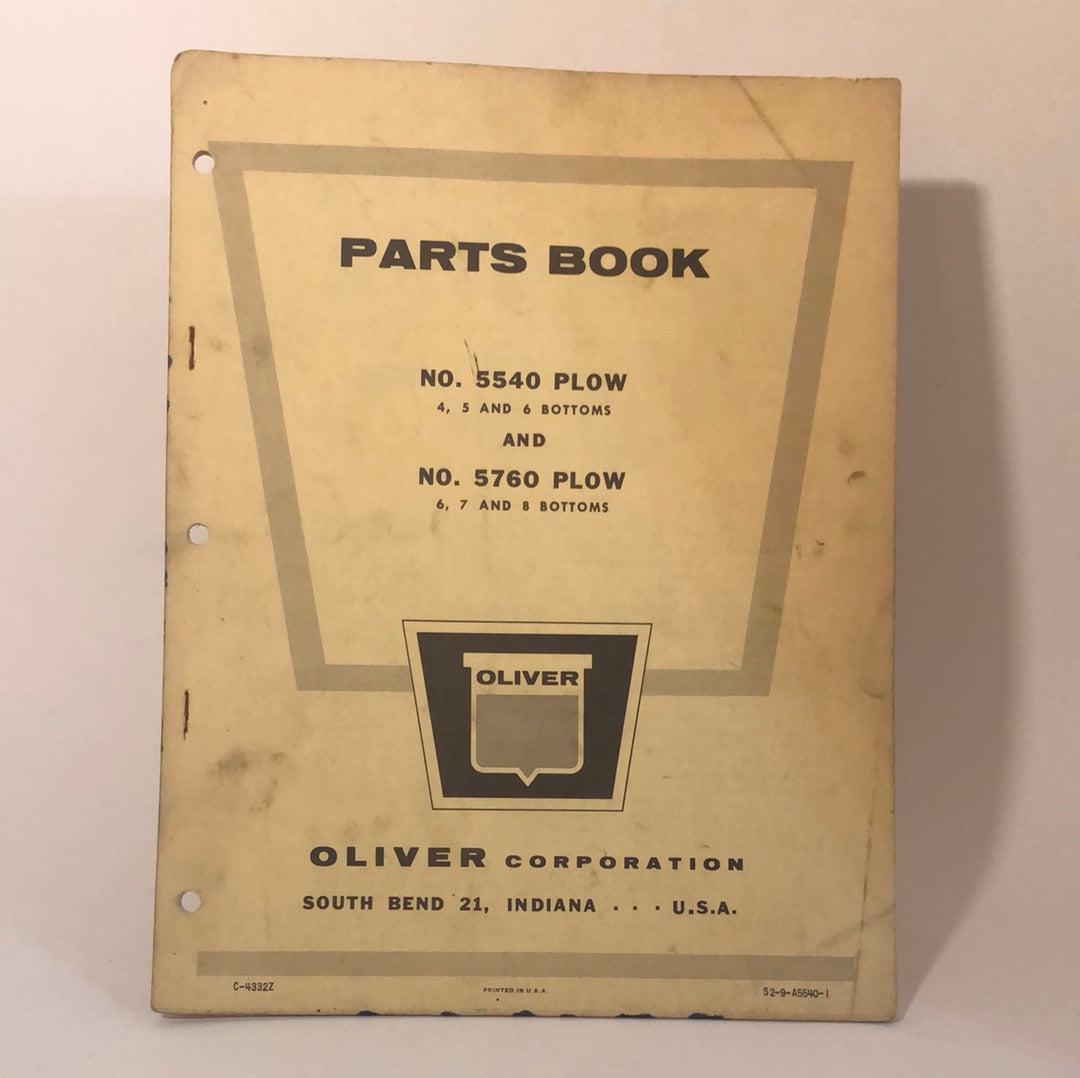 PARTS BOOK
NO. 5540 PLOW
4, 5 AND 6 BOTTOMS
AND
NO. 5760 PLOW
6, 7 AND 8 BOTTOMS
OLIVER
OLIVER CORPORATION
SOUTH BEND 21, INDIANA . . . U.S.A.
C-4332Z
PRINTED IN U.S.A.
S2-9-A5540-1